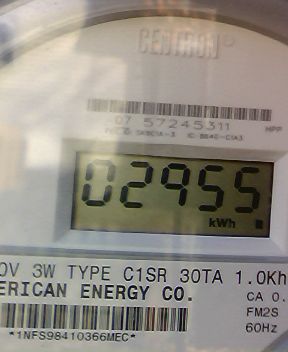 CENTRON®
07 57245311
HPP
02955
kWh
0V 3W TYPE C1SR 30TA 1.0Kh
ERICAN ENERGY CO.
CA 0.
FM2S
60Hz
*1NFS98410366MEC*